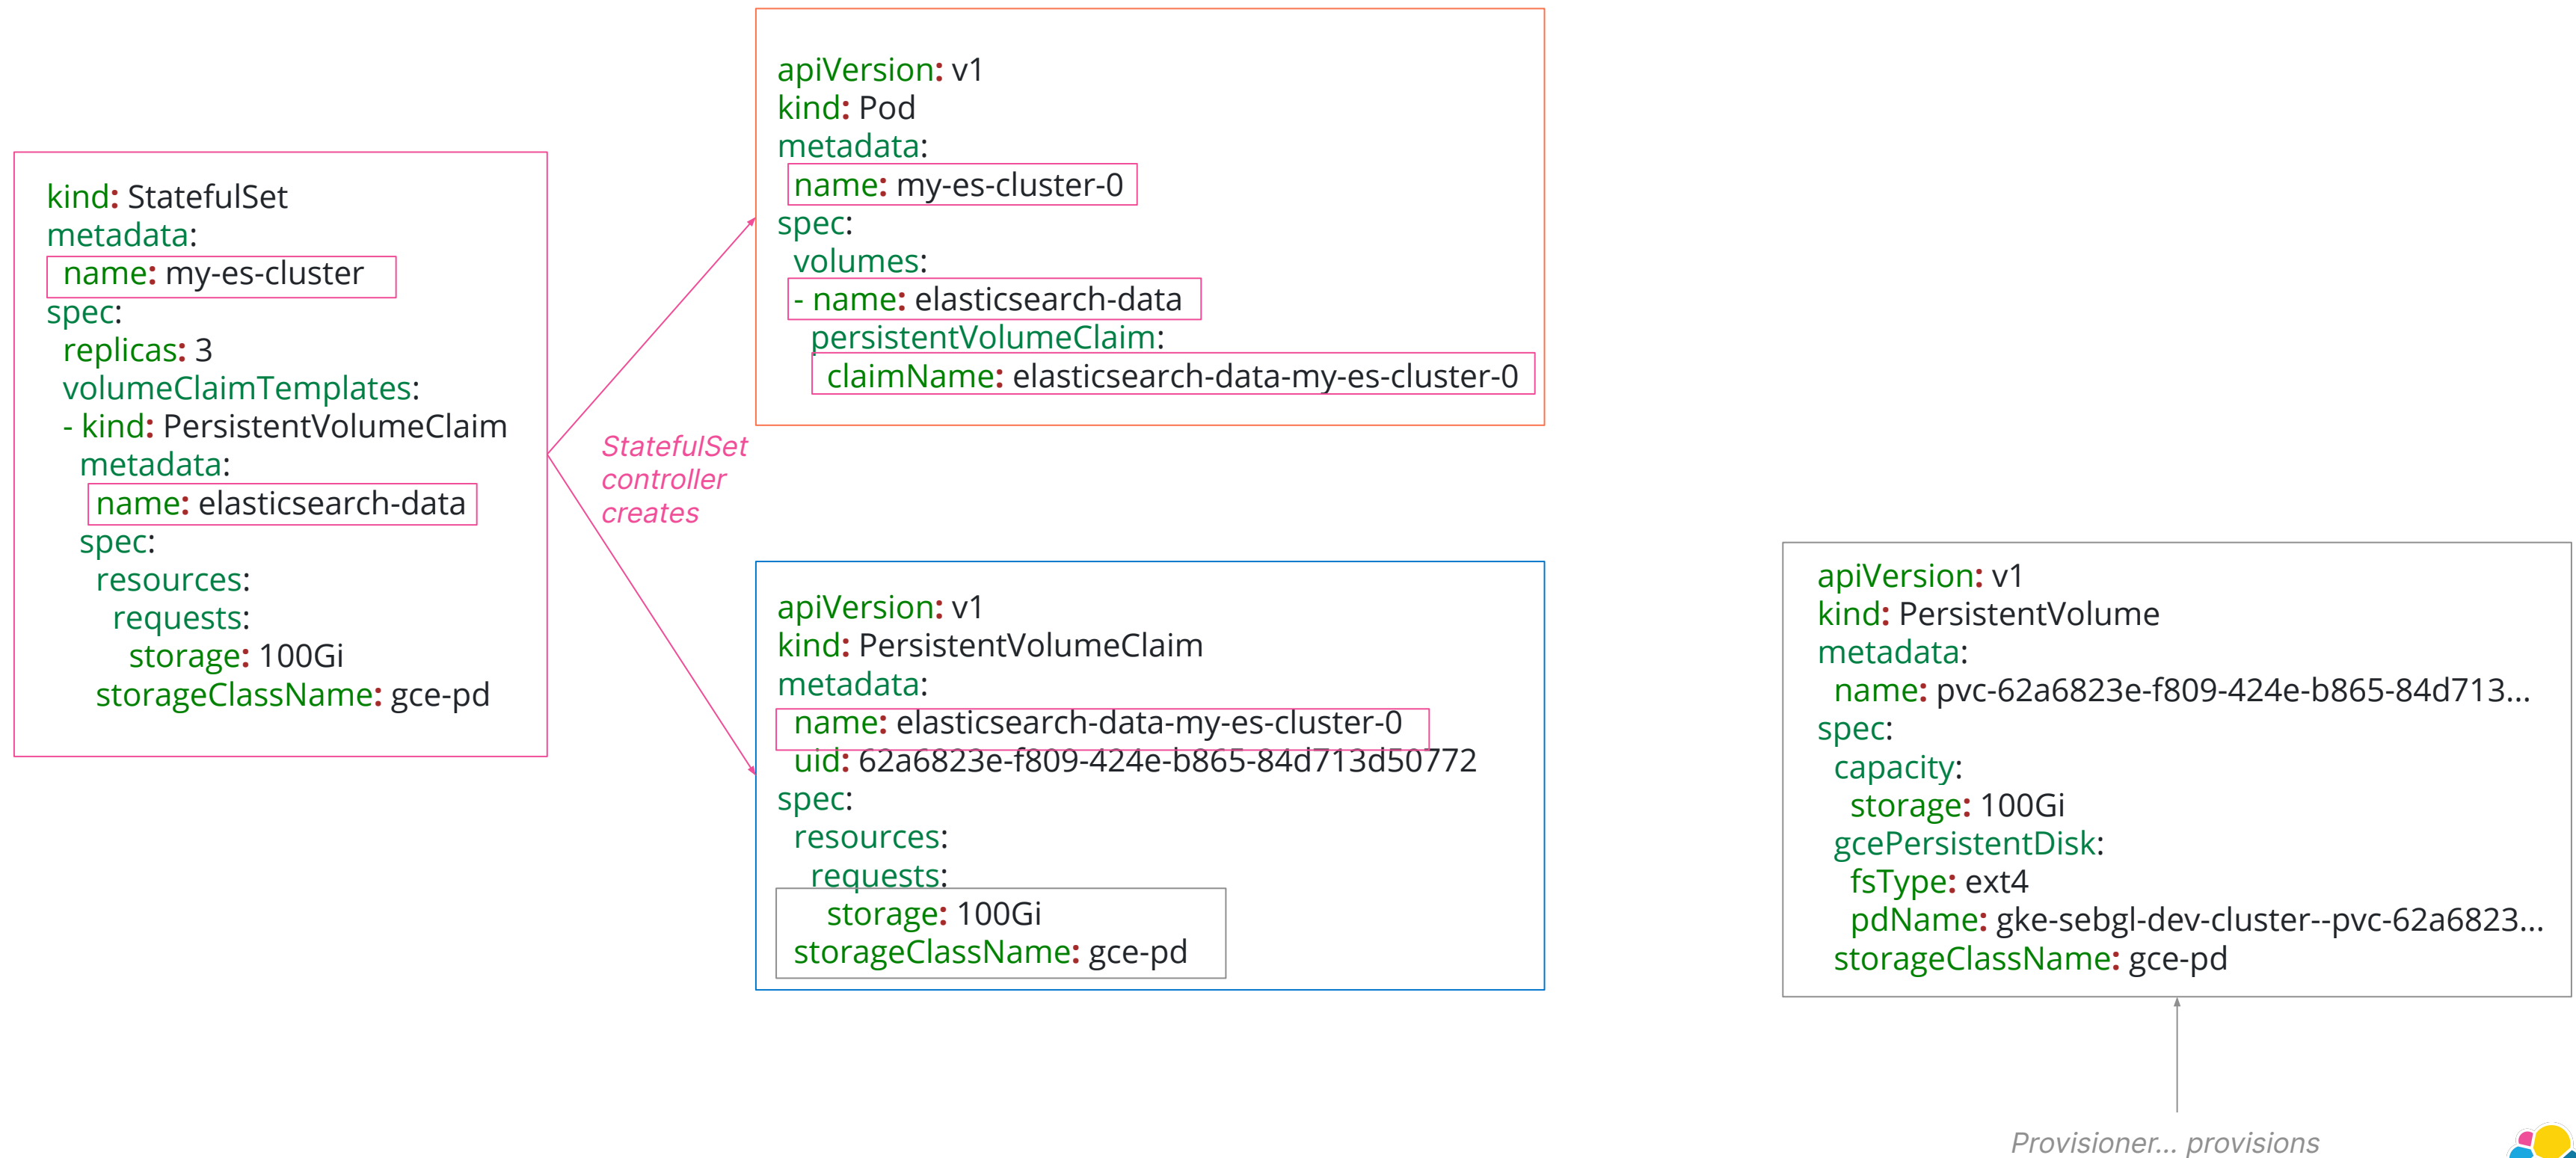 kind: StatefulSet
metadata:
name: my-es-cluster
spec:
replicas: 3
volumeClaimTemplates:
- kind: PersistentVolumeClaim
metadata:
name: elasticsearch-data
spec:
resources:
requests:
storage: 100Gi
storageClassName: gce-pd
StatefulSet
controller
creates
apiVersion: v1
kind: Pod
metadata:
name: my-es-cluster-0
spec:
volumes:
- name: elasticsearch-data
persistentVolumeClaim:
claimName: elasticsearch-data-my-es-cluster-0
apiVersion: v1
kind: PersistentVolumeClaim
metadata:
name: elasticsearch-data-my-es-cluster-0
uid: 62a6823e-f809-424e-b865-84d713d50772
spec:
resources:
requests:
storage: 100Gi
storageClassName: gce-pd
apiVersion: v1
kind: PersistentVolume
metadata:
name: pvc-62a6823e-f809-424e-b865-84d713...
spec:
capacity:
storage: 100Gi
gcePersistentDisk:
fsType: ext4
pdName: gke-sebgl-dev-cluster--pvc-62a6823...
storageClassName: gce-pd
Provisioner... provisions